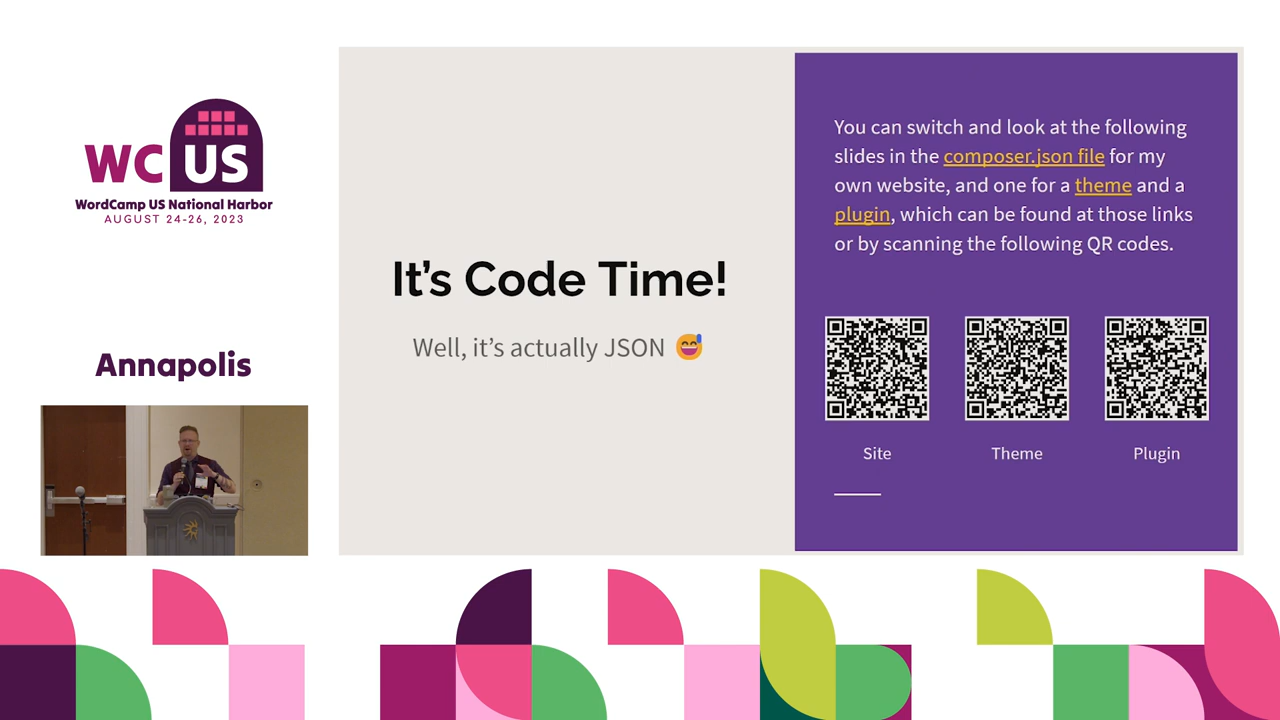 WC US
WordCamp US National Harbor
AUGUST 24-26, 2023
Annapolis
It’s Code Time!
Well, it’s actually JSON 😅
You can switch and look at the following
slides in the composer.json file for my
own website, and one for a theme and a
plugin, which can be found at those links
or by scanning the following QR codes.
Site
Theme
Plugin